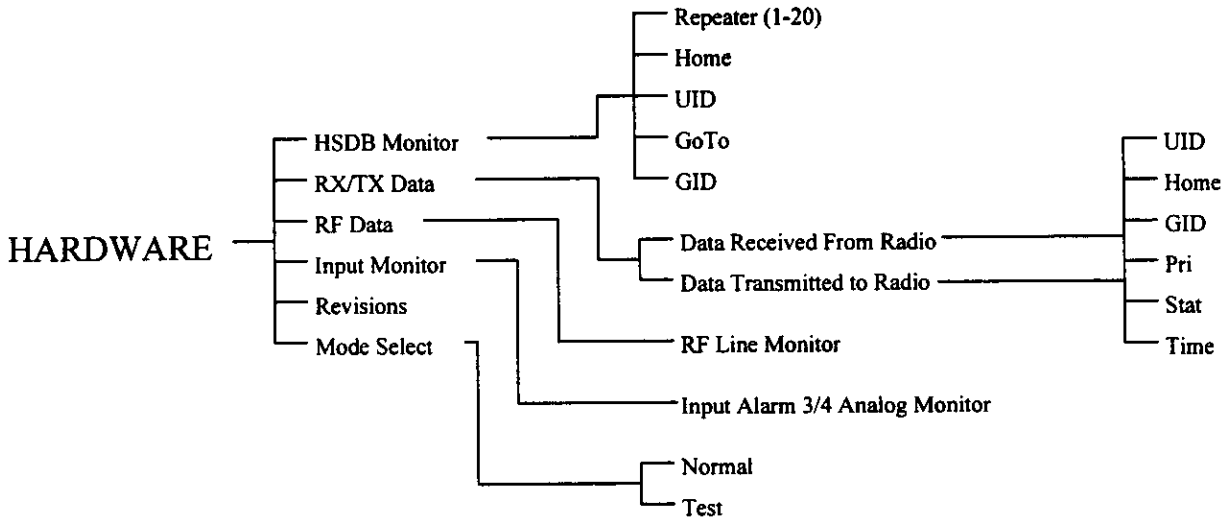 HARDWARE
HSDB Monitor
RX/TX Data
RF Data
Input Monitor
Revisions
Mode Select
Repeater (1-20)
Home
UID
GoTo
GID
Data Received From Radio
Data Transmitted to Radio
RF Line Monitor
Input Alarm 3/4 Analog Monitor
Normal
Test
UID
Home
GID
Pri
Stat
Time